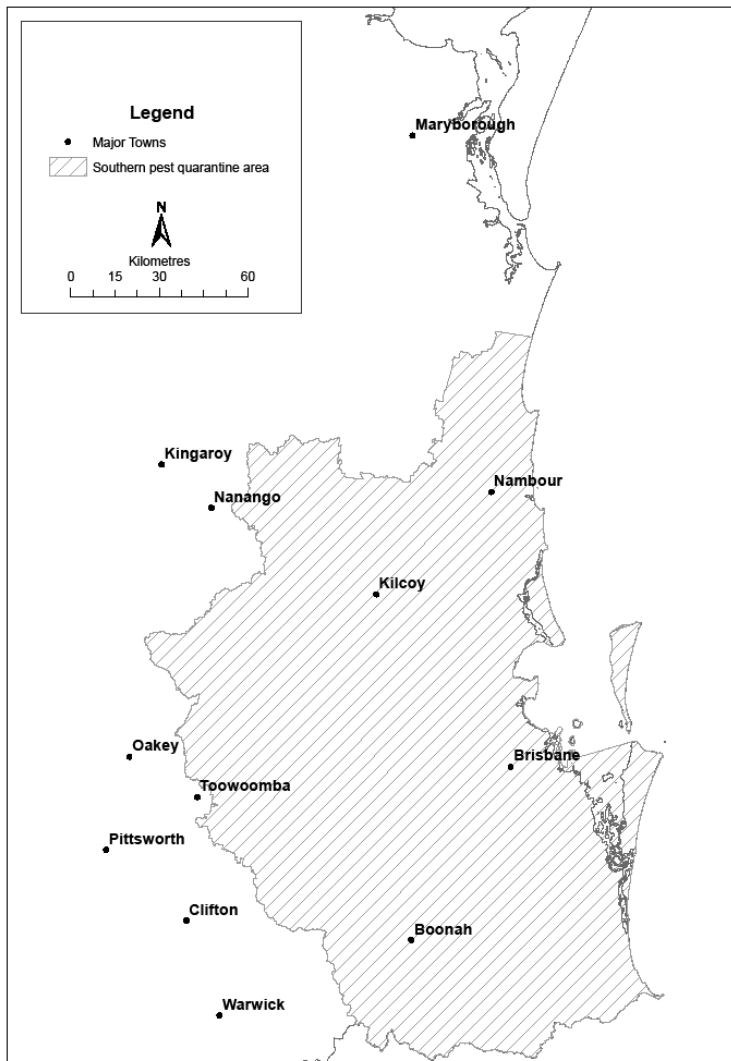 Legend
Major Towns
Southern pest quarantine area
N
Kilometres
0 15 30 60
Maryborough
Kingaroy
Nanango
Nambour
Kilcoy
Oakey
Brisbane
Toowoomba
Pittsworth
Clifton
Boonah
Warwick